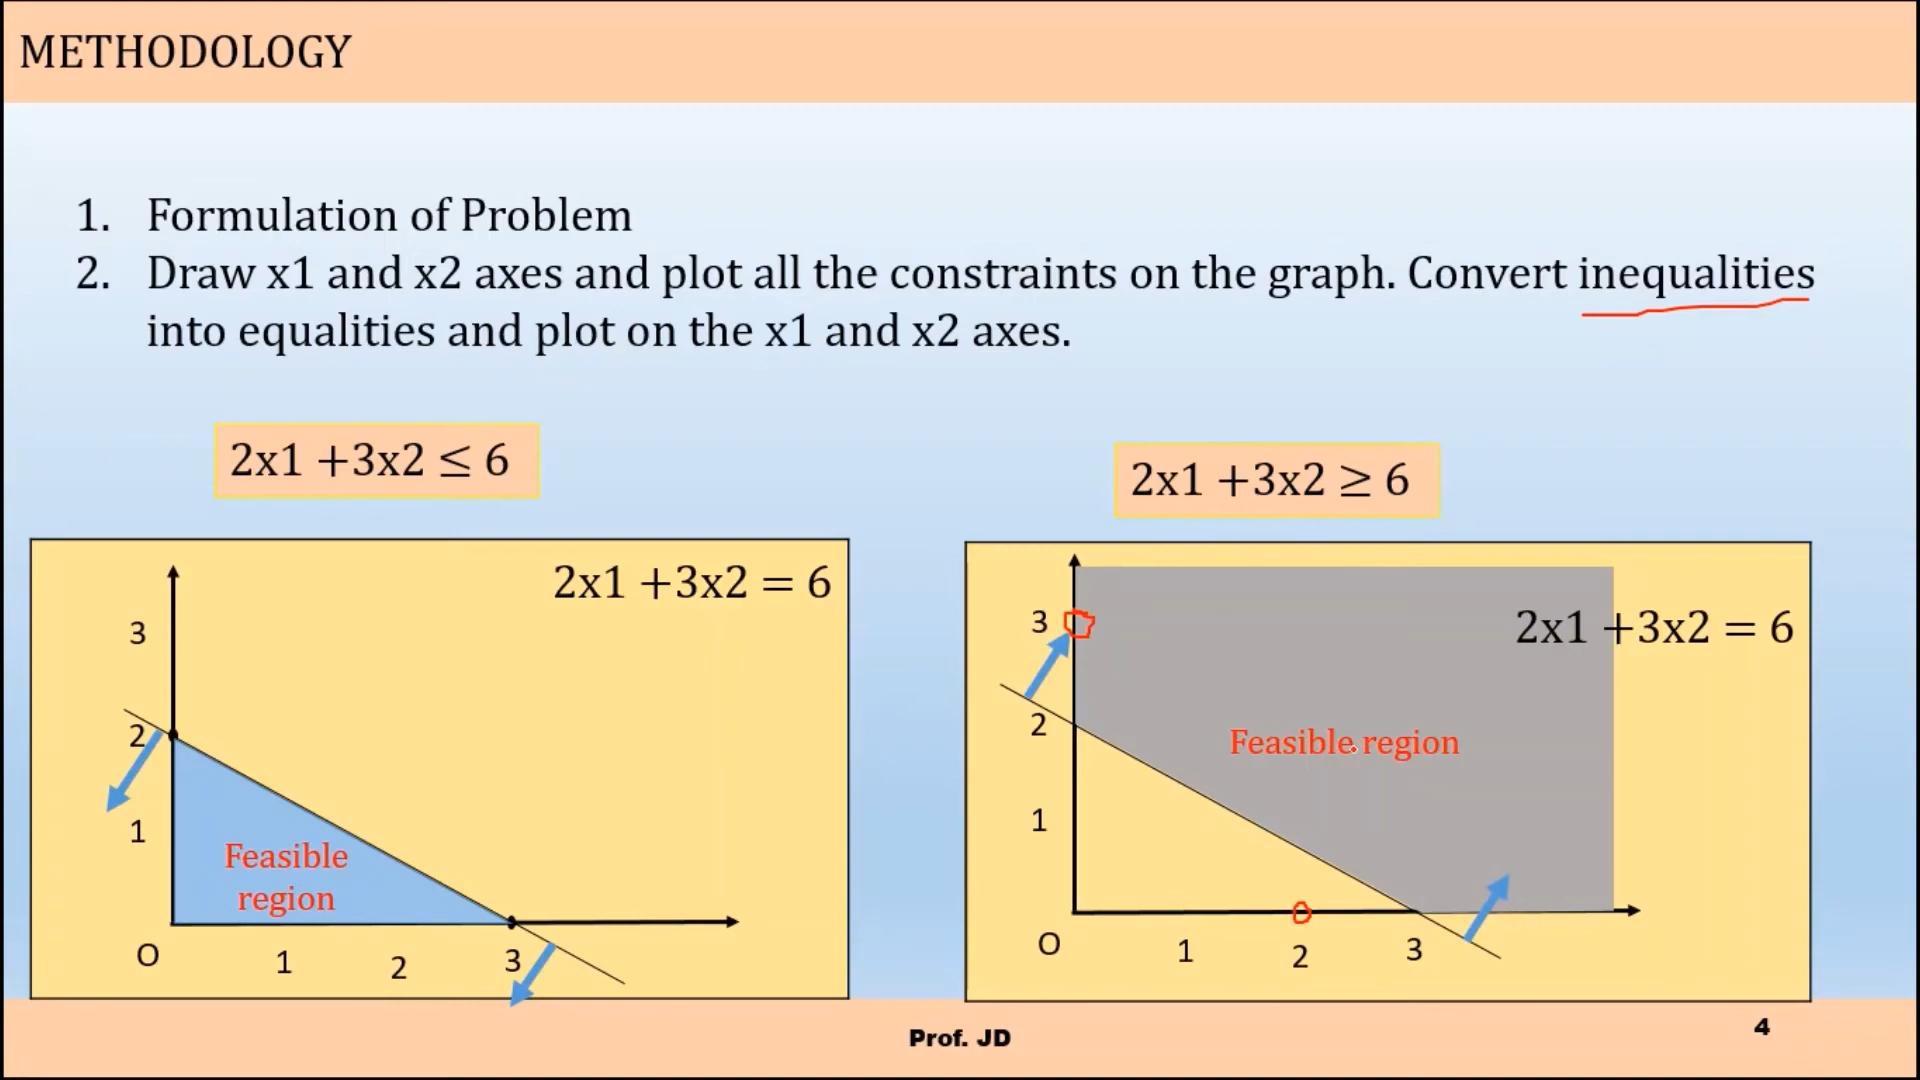 METHODOLOGY
1. Formulation of Problem
2. Draw x1 and x2 axes and plot all the constraints on the graph. Convert inequalities
into equalities and plot on the x1 and x2 axes.
2x1 +3x2 ≤ 6
2x1 +3x2 ≥ 6
2x1 +3x2 = 6
3
2
1
Feasible
region
O
1
2
3
2x1 +3x2 = 6
3
2
Feasible region
1
O
1
2
3
Prof. JD
4